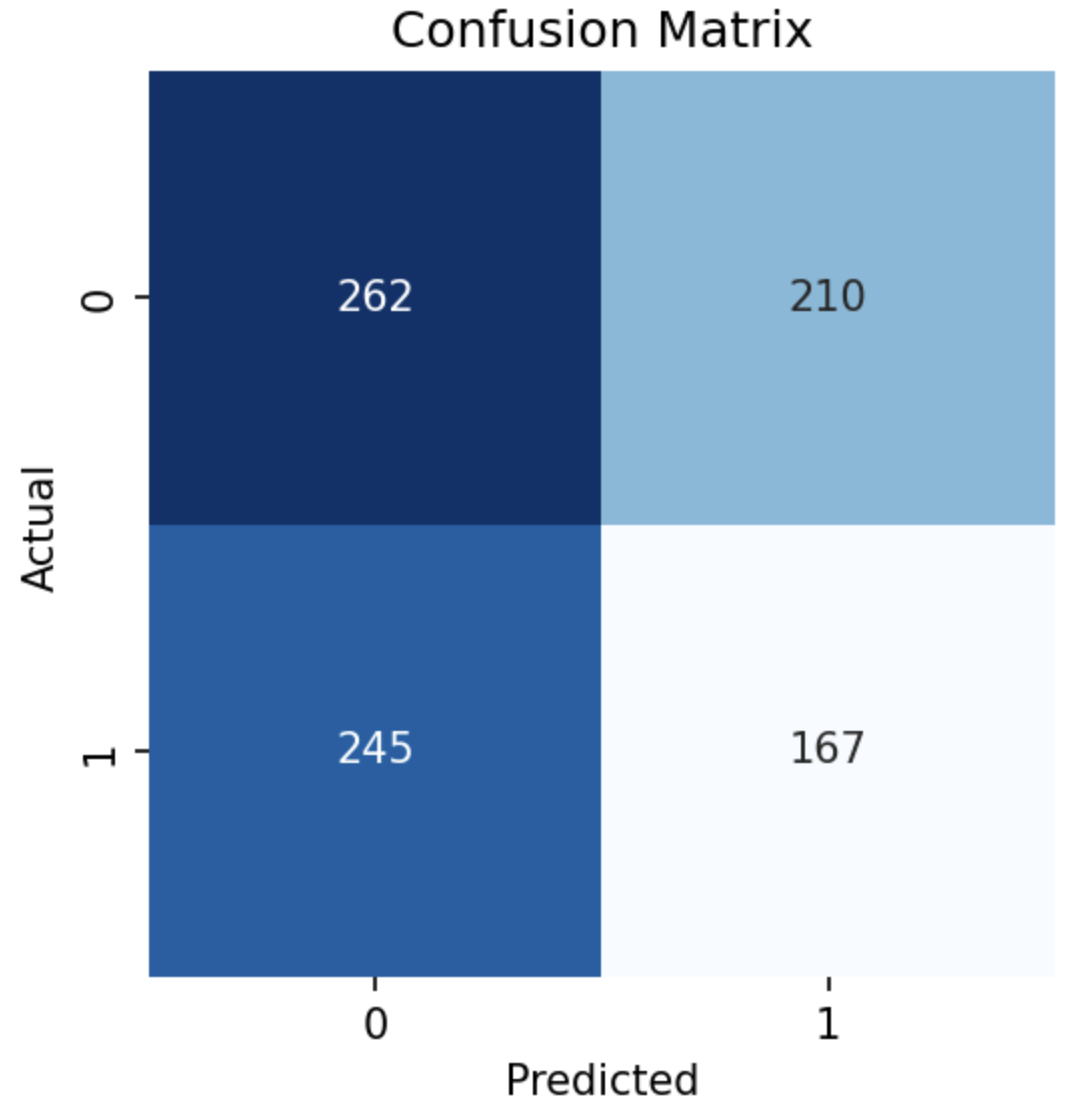 Confusion Matrix
Actual
0
262
210
1
245
167
0
1
Predicted